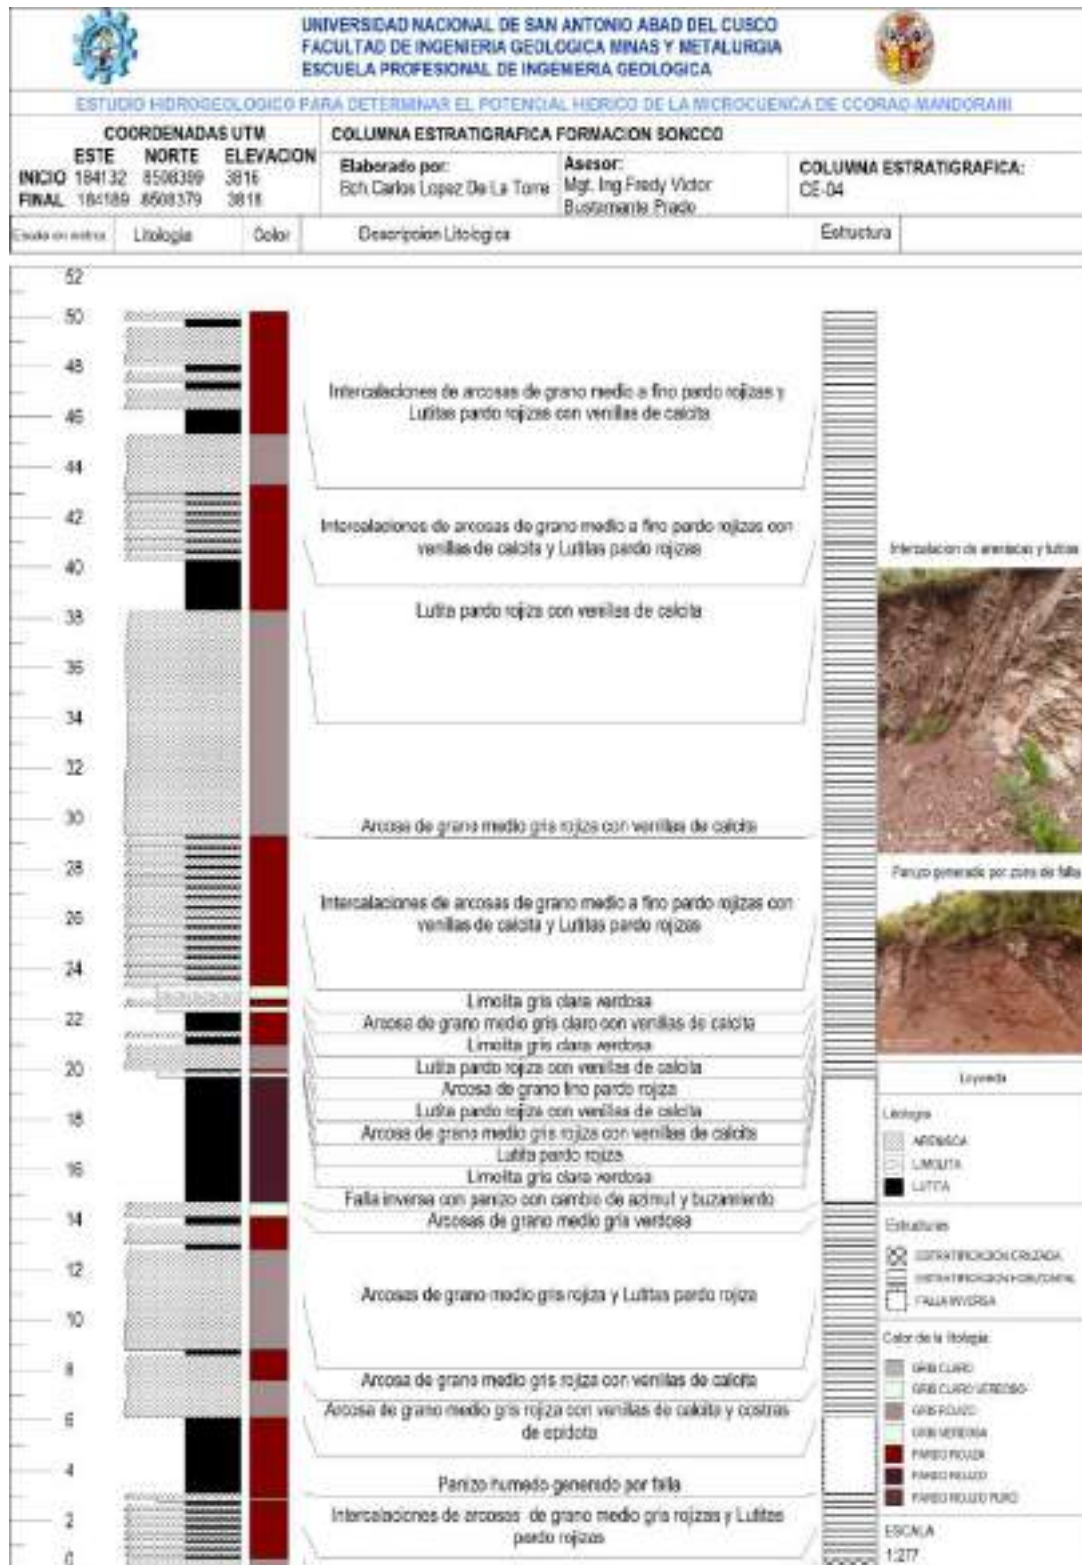 UNIVERSIDAD NACIONAL DE SAN ANTONIO ABAD DEL CUSCO
FACULTAD DE INGENIERIA GEOLOGICA MINAS Y METALURGIA
ESCUELA PROFESIONAL DE INGENIERIA GEOLOGICA
ESTUDIO HIDROGEOLOGICO PARA DETERMINAR EL POTENCIAL HIDRICO DE LA MICROCUENCA DE CCORAO-MANDORANI
COORDENADAS UTM
ESTE NORTE ELEVACION
INICIO 184132 8508399 3816
FINAL 184189 8508379 3818
COLUMNA ESTRATIGRAFICA FORMACION SONCCO
Elaborado por:
Bch. Carlos Lopez De La Torre
Asesor:
Mgt. Ing Fredy Victor
Bustamante Prado
COLUMNA ESTRATIGRAFICA:
CE-04
Escala en metros
Litologia
Color
Descripcion Litologica
Estructura
52
50
48
46
44
42
40
38
36
34
32
30
28
26
24
22
20
18
16
14
12
10
8
6
4
2
0
Intercalaciones de arcosas de grano medio a fino pardo rojizas y
Lutitas pardo rojizas con venillas de calcita
Intercalaciones de arcosas de grano medio a fino pardo rojizas con
venillas de calcita y Lutitas pardo rojizas
Lutita pardo rojiza con venillas de calcita
Arcosa de grano medio gris rojiza con venillas de calcita
Intercalaciones de arcosas de grano medio a fino pardo rojizas con
venillas de calcita y Lutitas pardo rojizas
Limolita gris clara verdosa
Arcosa de grano medio gris claro con venillas de calcita
Limolita gris clara verdosa
Lutita pardo rojiza con venillas de calcita
Arcosa de grano fino pardo rojiza
Lutita pardo rojiza con venillas de calcita
Arcosa de grano medio gris rojiza con venillas de calcita
Lutita pardo rojiza
Limolita gris clara verdosa
Falla inversa con panizo con cambio de azimut y buzamiento
Arcosas de grano medio gris verdosa
Arcosas de grano medio gris rojiza y Lutitas pardo rojiza
Arcosa de grano medio gris rojiza con venillas de calcita
Arcosa de grano medio gris rojiza con venillas de calcita y costras
de epidota
Panizo humedo generado por falla
Intercalaciones de arcosas de grano medio gris rojizas y Lutitas
pardo rojizas
Intercalacion de areniscas y lutitas
Panizo generado por zona de falla
Leyenda
Litologia
ARENISCA
LIMOLITA
LUTITA
Estructuras
ESTRATIFICACION CRUZADA
ESTRATIFICACION HORIZONTAL
FALLA INVERSA
Color de la litologia
GRIS CLARO
GRIS CLARO VERDOSO
GRIS ROJIZO
GRIS VERDOSA
PARDO ROJIZA
PARDO ROJIZO
PARDO ROJIZO
ESCALA
1:277